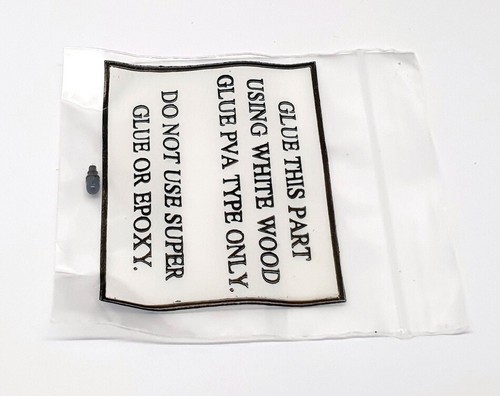 GLUE THIS PART
USING WHITE WOOD
GLUE PVA TYPE ONLY.
DO NOT USE SUPER
GLUE OR EPOXY.